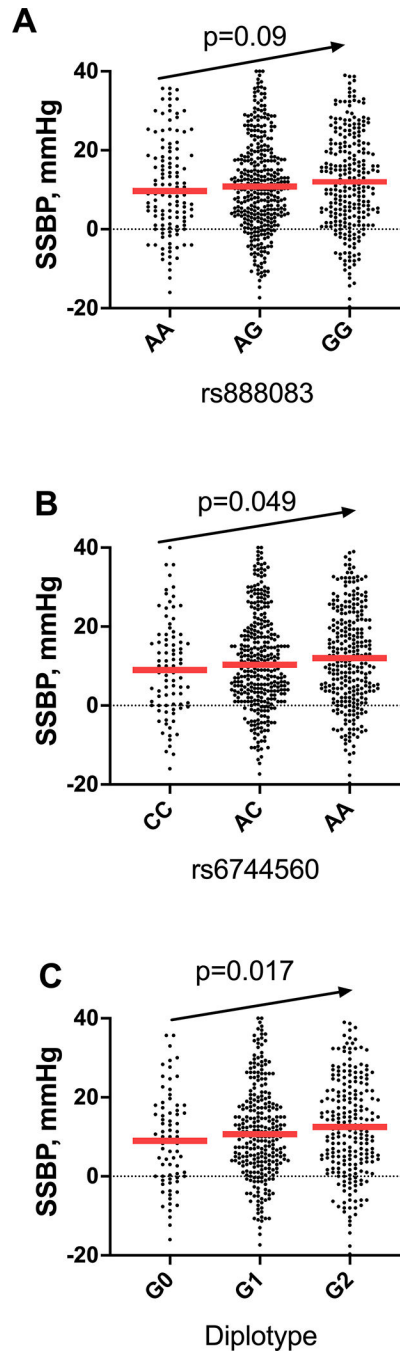 A
p=0.09
SSBP, mmHg
40
20
0
-20
AA
AG
GG
rs888083
B
p=0.049
SSBP, mmHg
40
20
0
-20
CC
AC
AA
rs6744560
C
p=0.017
SSBP, mmHg
40
20
0
-20
G0
G1
G2
Diplotype